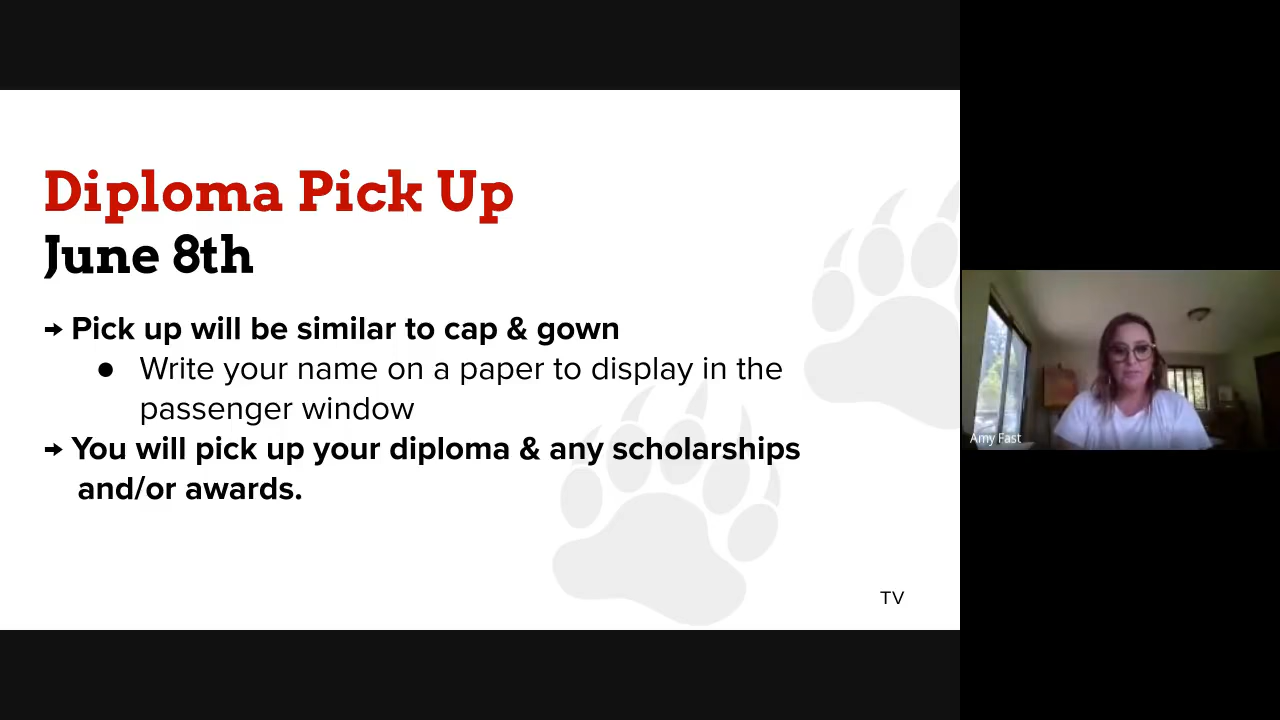 Diploma Pick Up
June 8th
→ Pick up will be similar to cap & gown
● Write your name on a paper to display in the
passenger window
→ You will pick up your diploma & any scholarships
and/or awards.
TV
Amy Fast